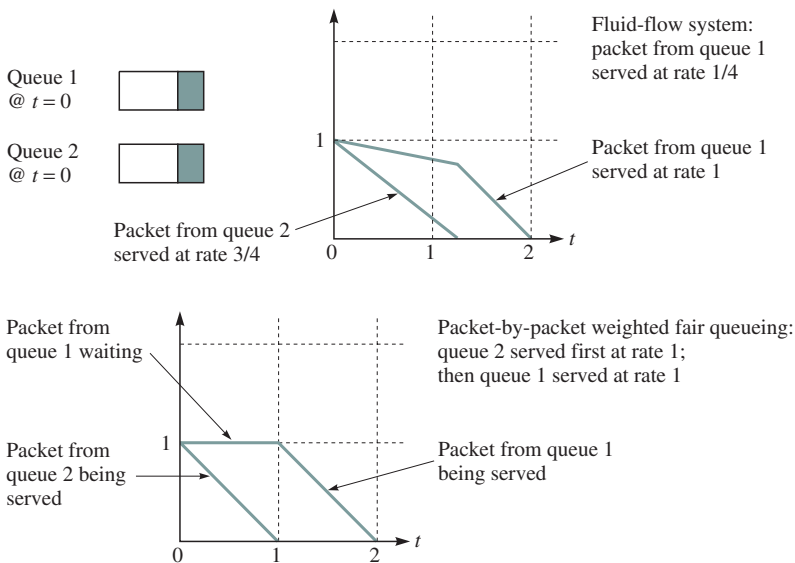 Queue 1
@ t = 0
Queue 2
@ t = 0
Fluid-flow system:
packet from queue 1
served at rate 1/4
1
Packet from queue 1
served at rate 1
Packet from queue 2
served at rate 3/4
0
1
2
t
Packet from
queue 1 waiting
Packet-by-packet weighted fair queueing:
queue 2 served first at rate 1;
then queue 1 served at rate 1
1
Packet from
queue 2 being
served
Packet from queue 1
being served
0
1
2
t